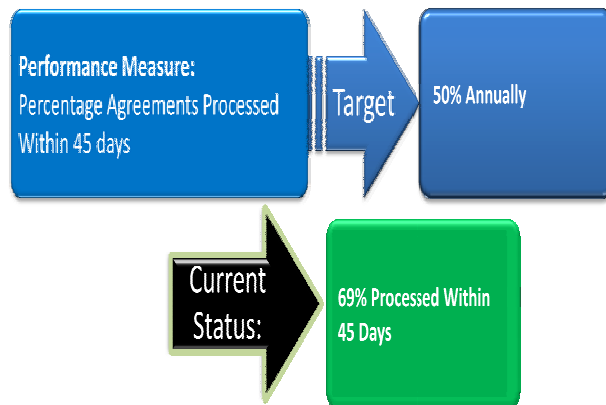 Performance Measure:
Percentage Agreements Processed
Within 45 days
Target
50% Annually
Current
Status:
69% Processed Within
45 Days